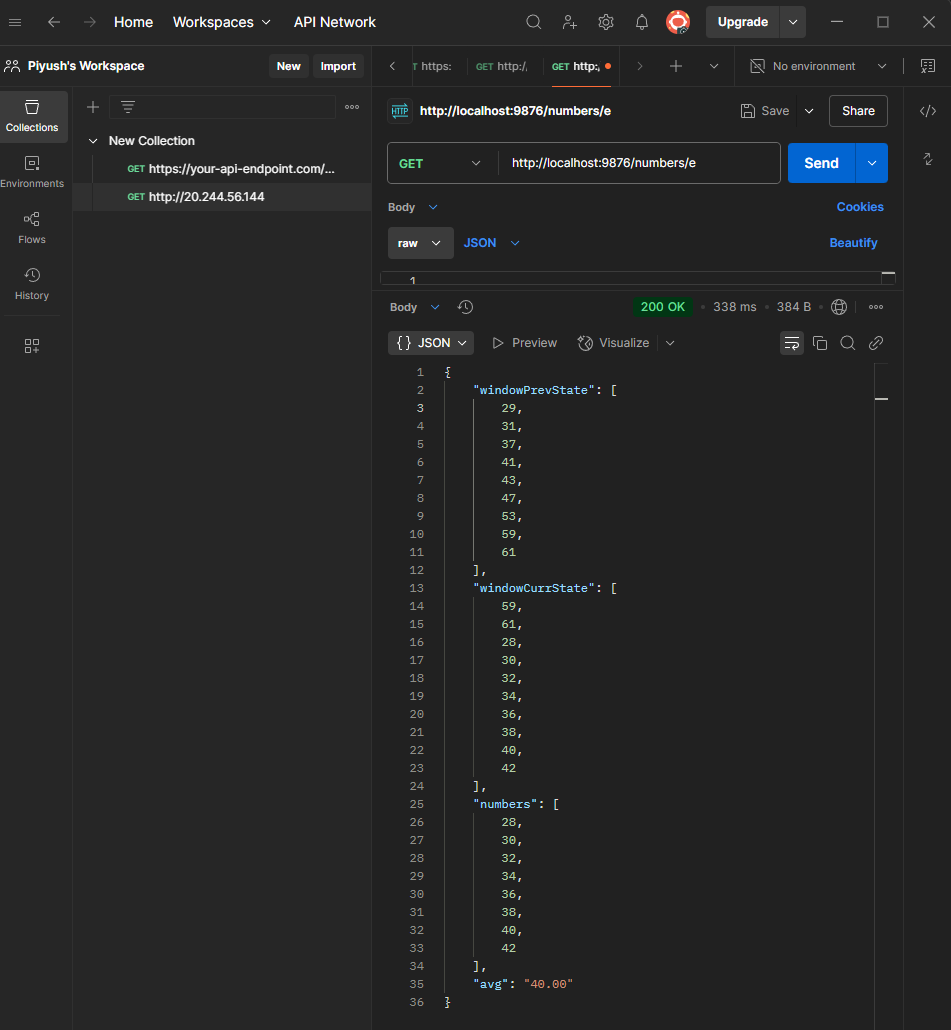 Home Workspaces API Network Upgrade
Piyush's Workspace New Import
T https: GET http:/, GET http:, No environment
Collections
Environments
Flows
History
New Collection
GET https://your-api-endpoint.com/...
GET http://20.244.56.144
HTTP http://localhost:9876/numbers/e Save Share
GET http://localhost:9876/numbers/e Send
Body Cookies
raw JSON Beautify
1
Body 200 OK • 338 ms • 384 B •
{} JSON Preview Visualize
1 {
2 "windowPrevState": [
3 29,
4 31,
5 37,
6 41,
7 43,
8 47,
9 53,
10 59,
11 61
12 ],
13 "windowCurrState": [
14 59,
15 61,
16 28,
17 30,
18 32,
19 34,
20 36,
21 38,
22 40,
23 42
24 ],
25 "numbers": [
26 28,
27 30,
28 32,
29 34,
30 36,
31 38,
32 40,
33 42
34 ],
35 "avg": "40.00"
36 }